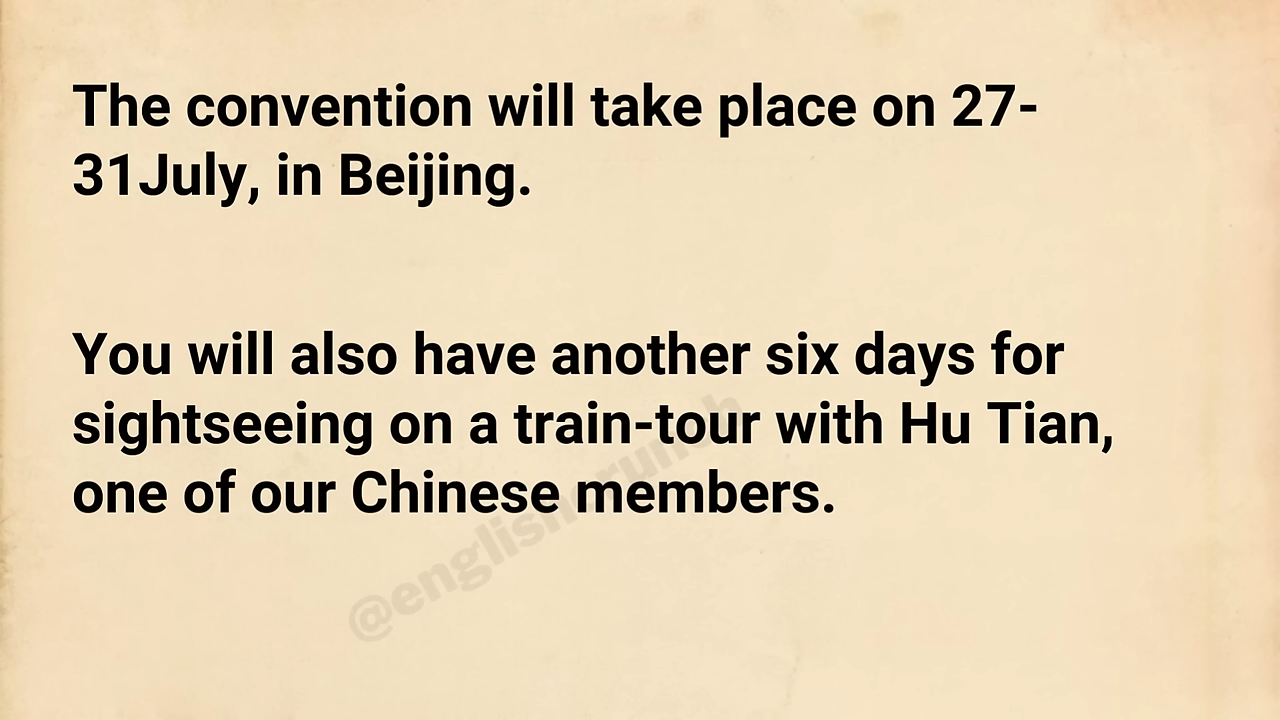 The convention will take place on 27-
31July, in Beijing.
You will also have another six days for
sightseeing on a train-tour with Hu Tian,
one of our Chinese members.